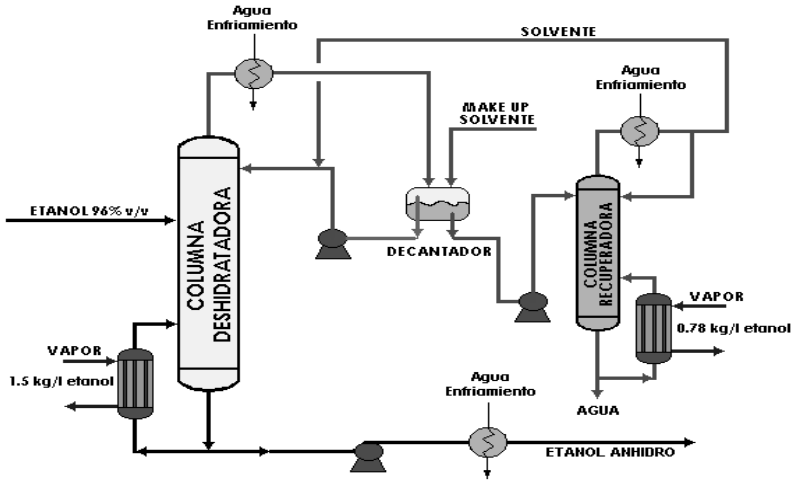 Agua
Enfriamiento
SOLVENTE
Agua
Enfriamiento
MAKE UP
SOLVENTE
ETANOL 96% v/v
COLUMNA
DESHIDRATADORA
DECANTADOR
COLUMNA
RECUPERADORA
VAPOR
0.78 kg/l etanol
VAPOR
1.5 kg/l etanol
Agua
Enfriamiento
AGUA
ETANOL ANHIDRO